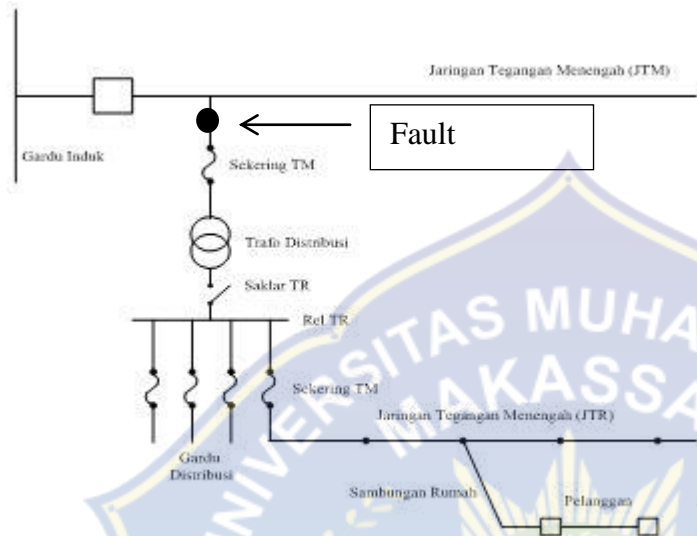 Jaringan Tegangan Menengah (JTM)
Fault
Gardu Induk
Sekering TM
Trafo Distribusi
Saklar TR
Rel TR
Sekering TM
Jaringan Tegangan Menengah (JTR)
Gardu
Distribusi
Sambungan Rumah
Pelanggan
SITAS MUHA
MAKASSA